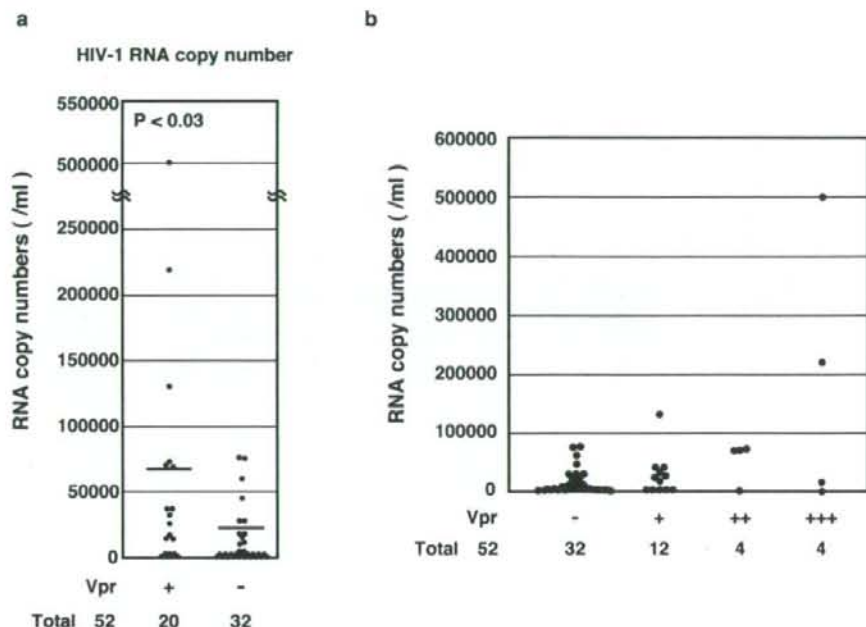 a
HIV-1 RNA copy number
RNA copy numbers ( /ml )
550000
P < 0.03
500000
250000
200000
150000
100000
50000
0
Vpr + -
Total 52 20 32
b
RNA copy numbers ( /ml )
600000
500000
400000
300000
200000
100000
0
Vpr - + ++ +++
Total 52 32 12 4 4